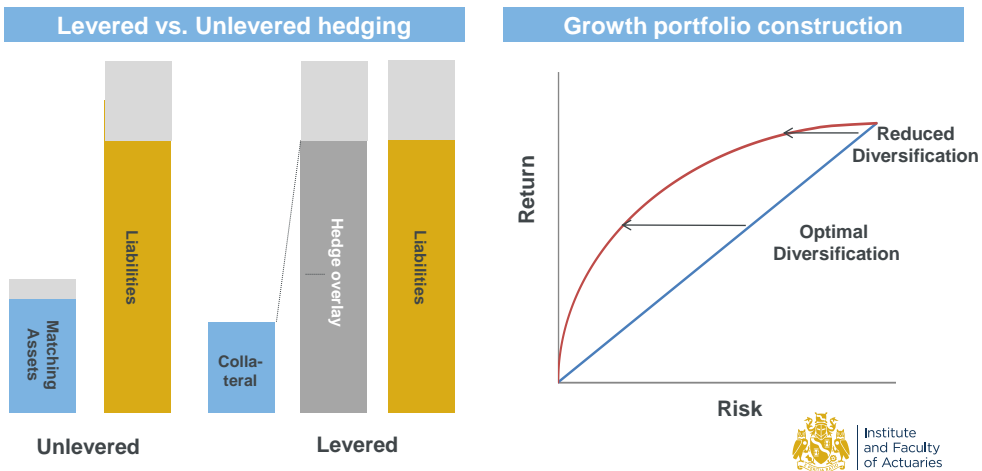 Levered vs. Unlevered hedging
Liabilities
Matching
Assets
Unlevered
Colla-
teral
Hedge overlay
Liabilities
Levered
Growth portfolio construction
Return
Reduced
Diversification
Optimal
Diversification
Risk
Institute
and Faculty
of Actuaries